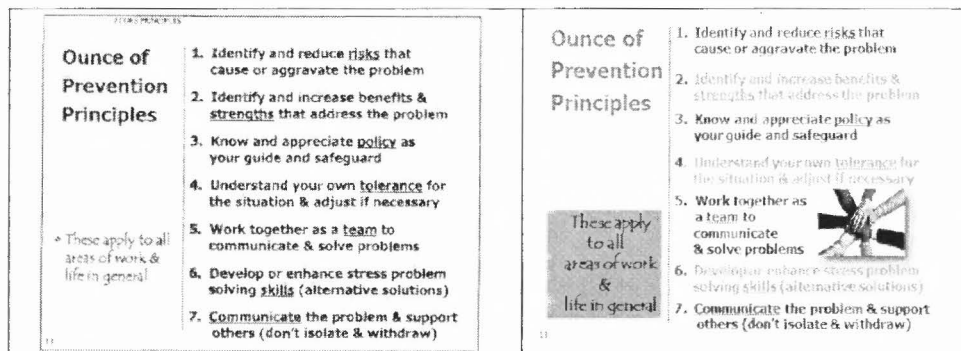 7 CORE PRINCIPLES
Ounce of
Prevention
Principles
1. Identify and reduce risks that
cause or aggravate the problem
2. Identify and increase benefits &
strengths that address the problem
3. Know and appreciate policy as
your guide and safeguard
4. Understand your own tolerance for
the situation & adjust if necessary
5. Work together as a team to
communicate & solve problems
6. Develop or enhance stress problem
solving skills (alternative solutions)
7. Communicate the problem & support
others (don't isolate & withdraw)
These apply to all
areas of work &
life in general
Ounce of
Prevention
Principles
1. Identify and reduce risks that
cause or aggravate the problem
2. Identify and increase benefits &
strengths that address the problem
3. Know and appreciate policy as
your guide and safeguard
4. Understand your own tolerance for
the situation & adjust if necessary
5. Work together as
a team to
communicate
& solve problems
6. Develop or enhance stress problem
solving skills (alternative solutions)
7. Communicate the problem & support
others (don't isolate & withdraw)
These apply
to all
areas of work
&
life in general